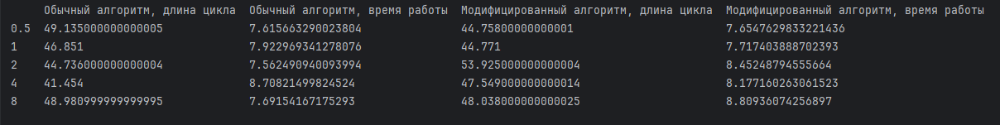 Обычный алгоритм, длина цикла Обычный алгоритм, время работы Модифицированный алгоритм, длина цикла Модифицированный алгоритм, время работы
0.5 49.135000000000005 7.615663290023804 44.75800000000001 7.6547629833221436
1 46.851 7.922969341278076 44.771 7.717403888702393
2 44.736000000000004 7.562490940093994 53.925000000000004 8.45248794555664
4 41.454 8.70821499824524 47.549000000000014 8.177160263061523
8 48.980999999999995 7.69154167175293 48.038000000000025 8.80936074256897